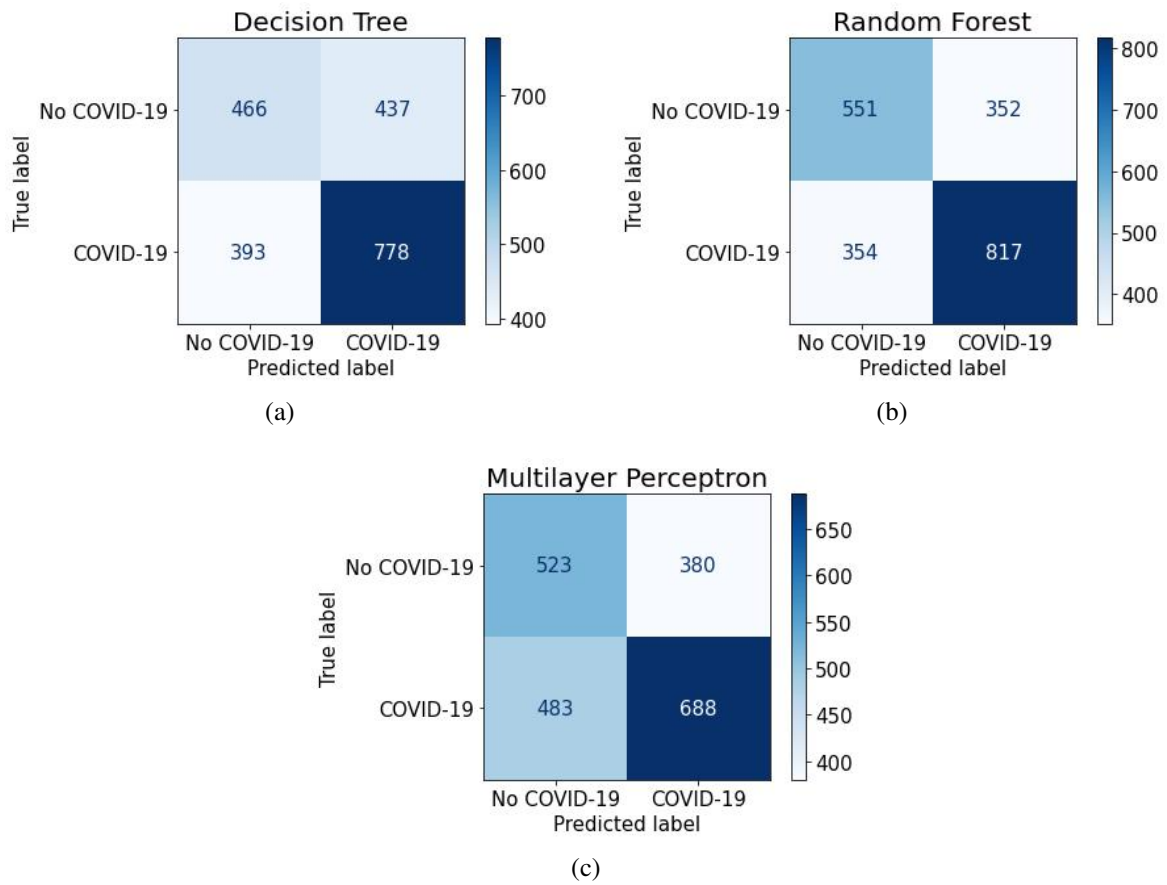 Decision Tree
True label
No COVID-19
466 437
COVID-19
393 778
No COVID-19 COVID-19
Predicted label
700
600
500
400
(a)
Random Forest
True label
No COVID-19
551 352
COVID-19
354 817
No COVID-19 COVID-19
Predicted label
800
700
600
500
400
(b)
Multilayer Perceptron
True label
No COVID-19
523 380
COVID-19
483 688
No COVID-19 COVID-19
Predicted label
650
600
550
500
450
400
(c)